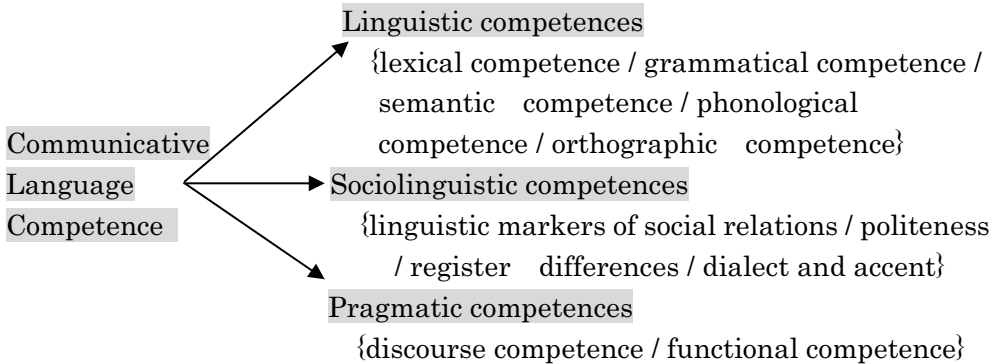 Linguistic competences
{lexical competence / grammatical competence /
semantic competence / phonological
competence / orthographic competence}
Communicative
Language
Competence
Sociolinguistic competences
{linguistic markers of social relations / politeness
/ register differences / dialect and accent}
Pragmatic competences
{discourse competence / functional competence}